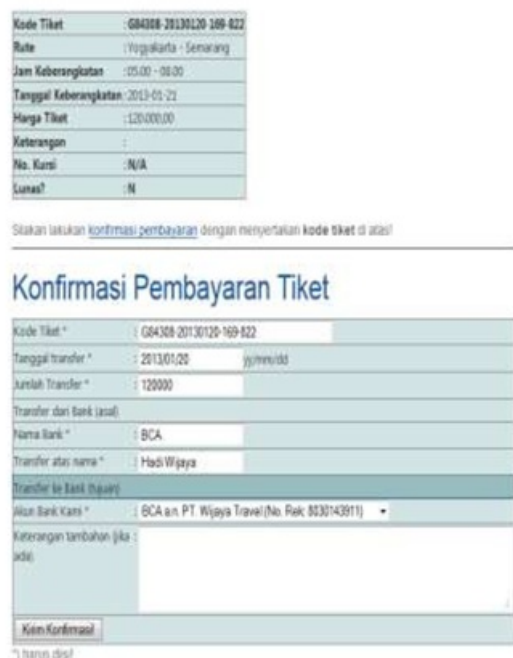 Kode Tiket : G84308-20130120-169-822
Rute : Yogyakarta - Semarang
Jam Keberangkatan : 05.00 - 08.00
Tanggal Keberangkatan : 2013-01-21
Harga Tiket : 120.000,00
Keterangan :
No. Kursi : N/A
Lunas? : N
Silakan lakukan konfirmasi pembayaran dengan menyertakan kode tiket di atas!
Konfirmasi Pembayaran Tiket
Kode Tiket * : G84308-20130120-169-822
Tanggal transfer * : 2013/01/20 yy/mm/dd
Jumlah Transfer * : 120000
Transfer dari Bank (asal)
Nama Bank * : BCA
Transfer atas nama * : Hadi Wijaya
Transfer ke Bank (tujuan)
Akun Bank Kami * : BCA a.n. PT. Wijaya Travel (No. Rek: 8030143911)
Keterangan tambahan (jika :
ada)
Kirim Konfirmasi!
*) harus diisi!